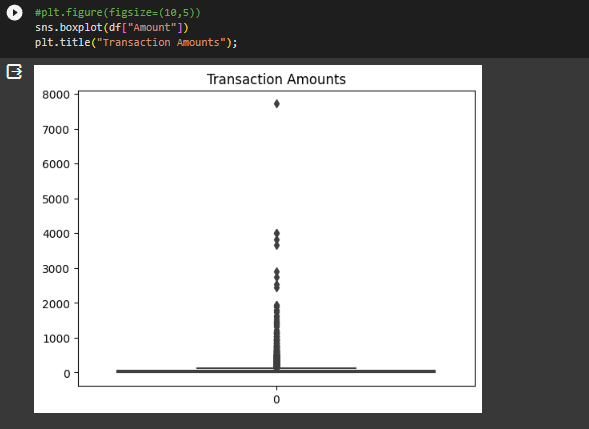 #plt.figure(figsize=(10,5))
sns.boxplot(df["Amount"])
plt.title("Transaction Amounts");
Transaction Amounts
8000
7000
6000
5000
4000
3000
2000
1000
0
0